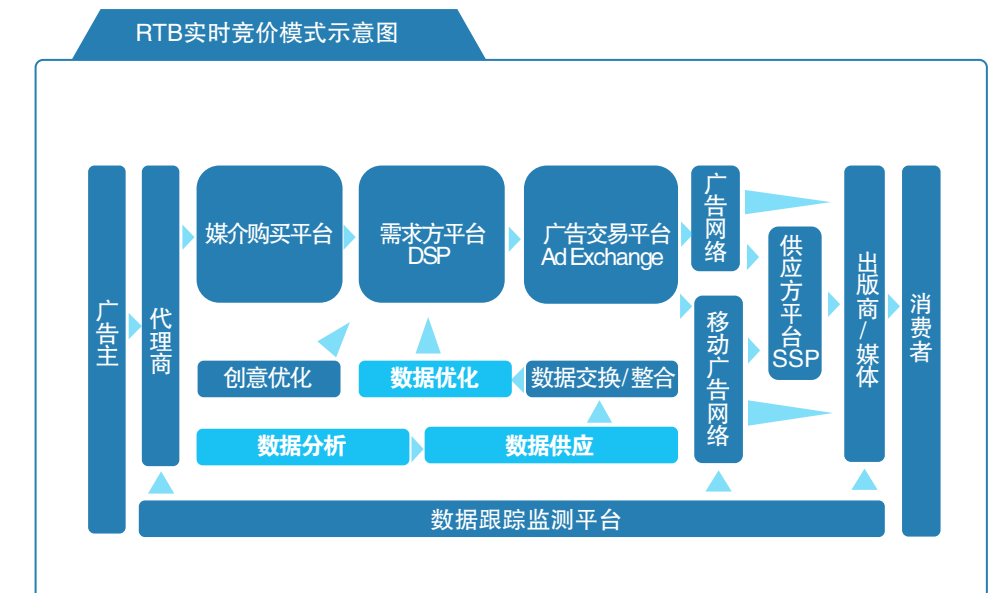 RTB实时竞价模式示意图
广告主
代理商
媒介购买平台
需求方平台
DSP
广告交易平台
Ad Exchange
广告网络
移动广告网络
供应方平台SSP
出版商/媒体
消费者
创意优化
数据优化
数据交换/整合
数据分析
数据供应
数据跟踪监测平台